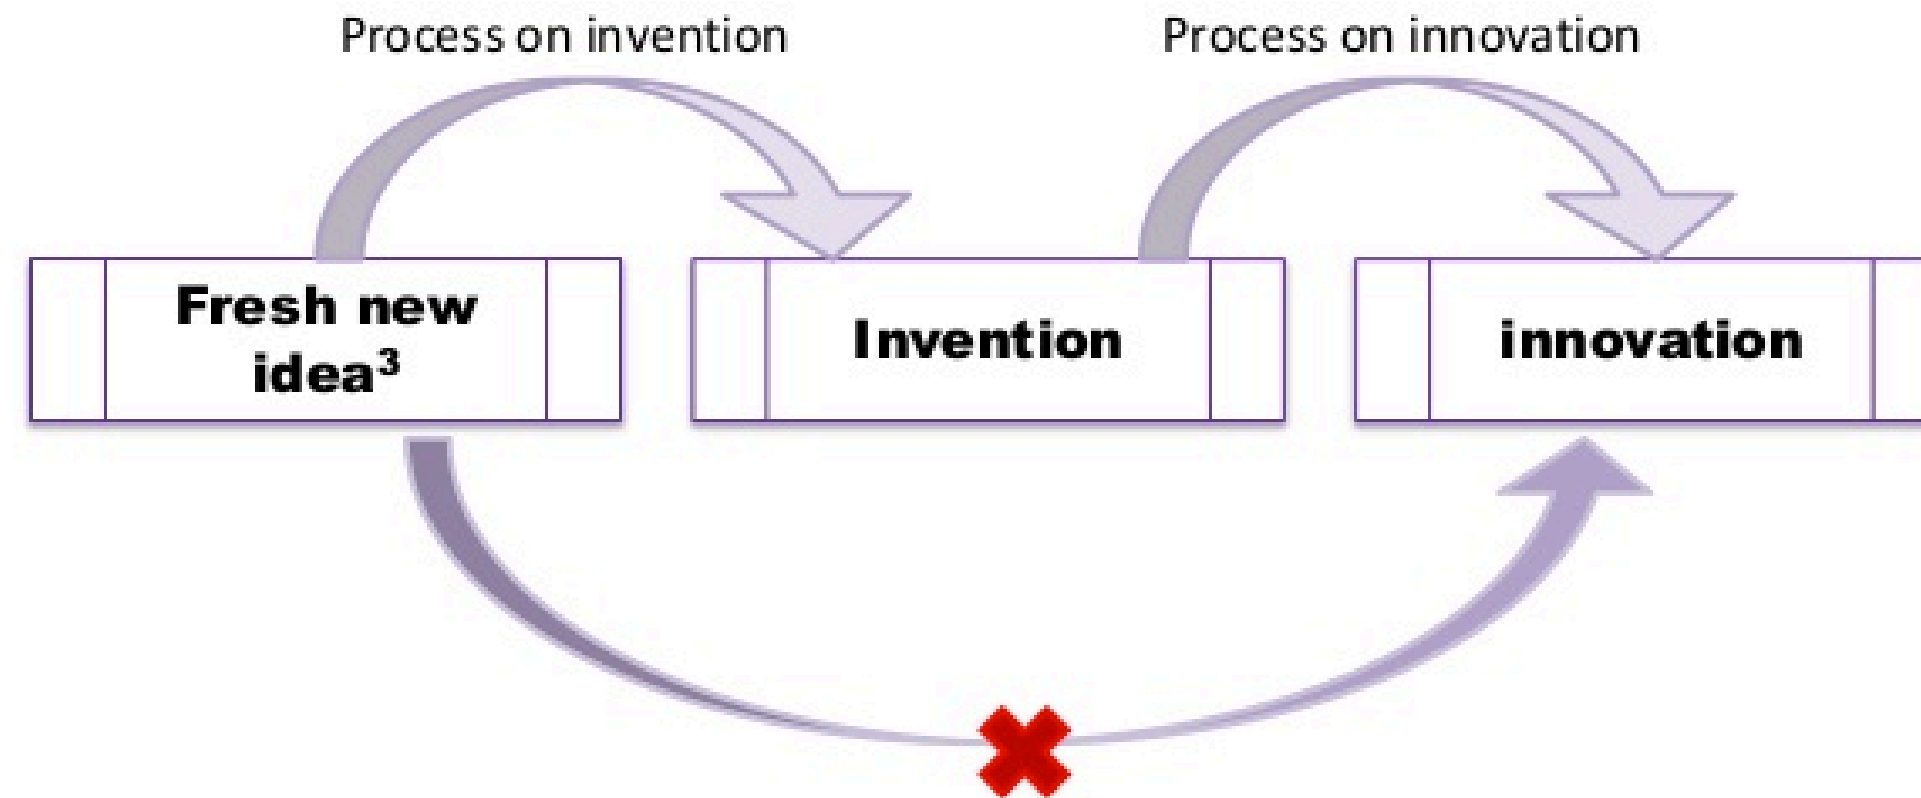 Process on invention
Process on innovation
Fresh new
idea³
Invention
innovation